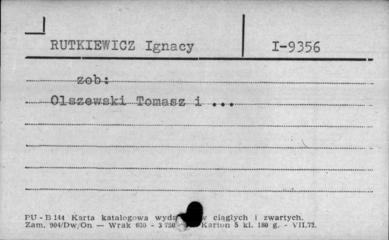 RUTKIEWICZ Ignacy I-9356
zob:
Olszewski Tomasz i ...
PU - B 144 Karta katalogowa ciągłych i zwartych.
Zam. 904/Dw/On — Wrak Karton 5 kl. 180 g. - VII.72.